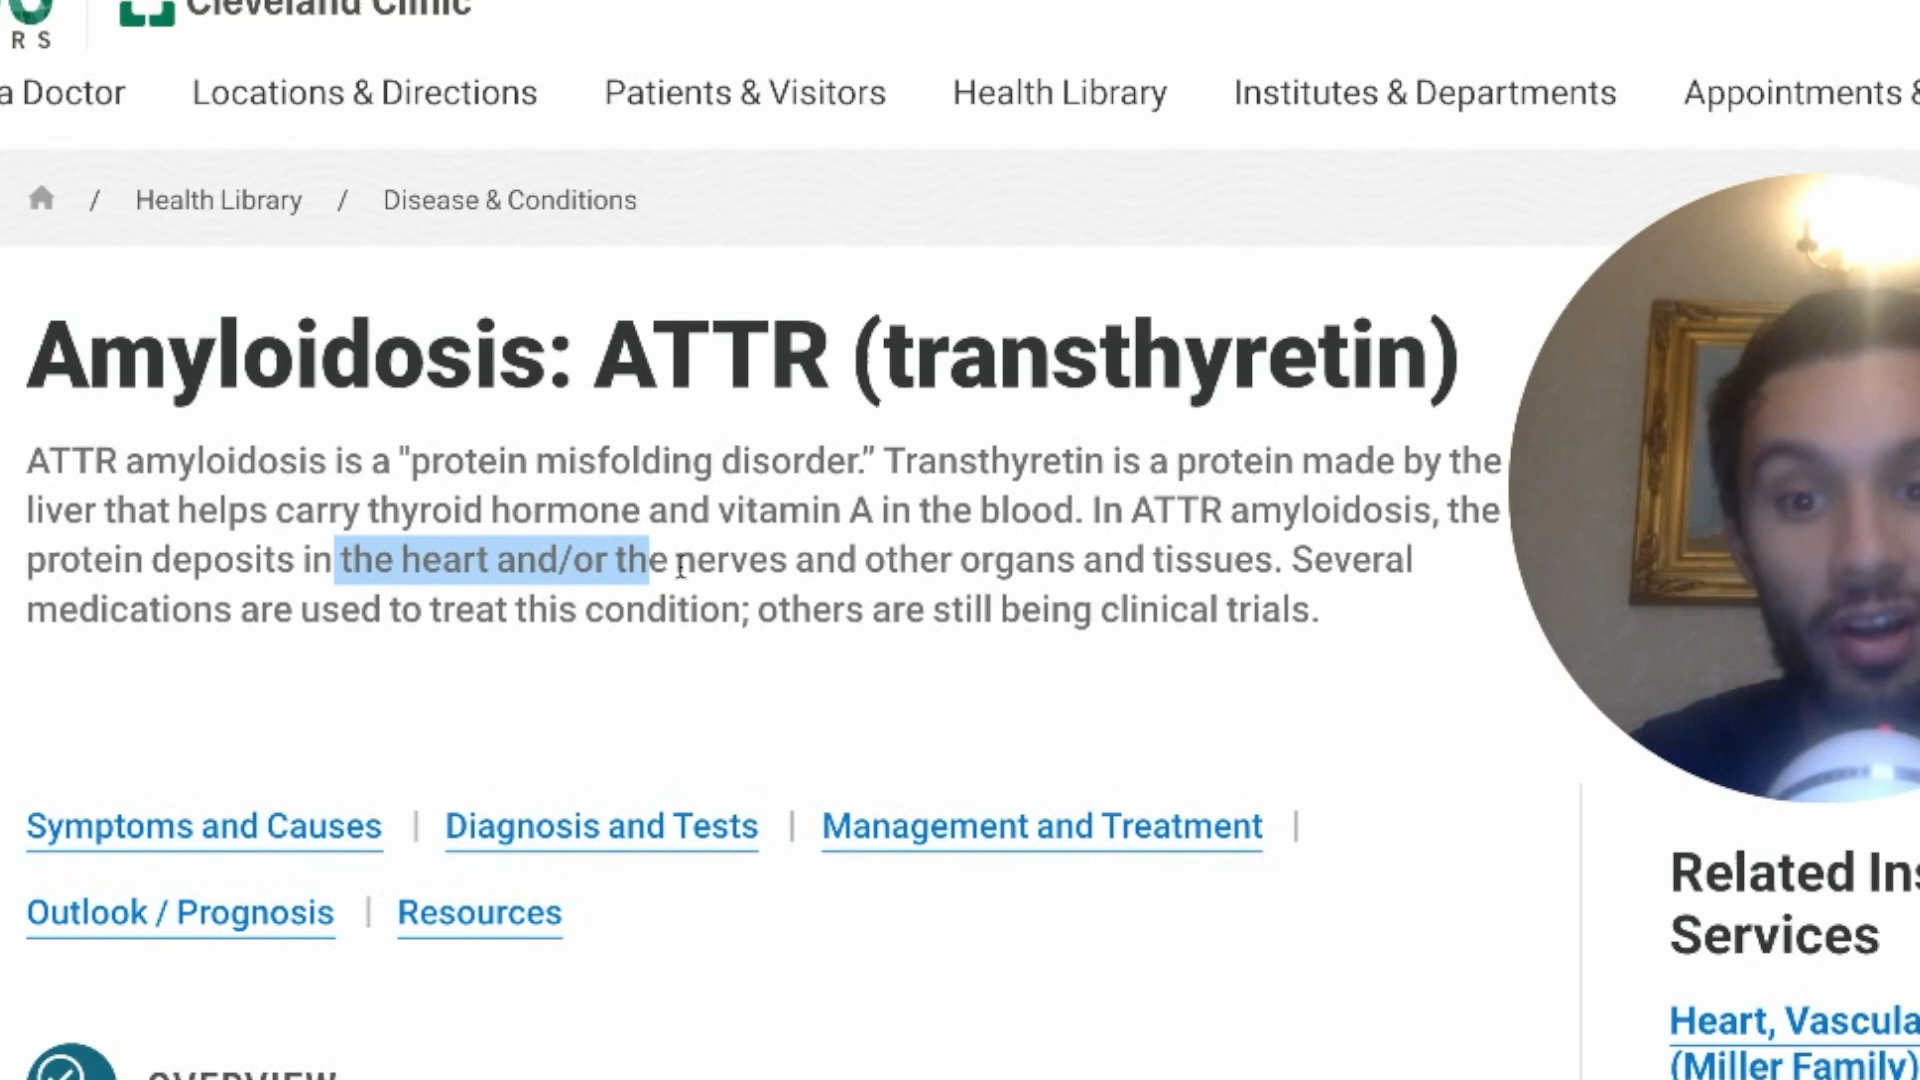 RS
Cleveland Clinic
a Doctor Locations & Directions Patients & Visitors Health Library Institutes & Departments Appointments &
/ Health Library / Disease & Conditions
Amyloidosis: ATTR (transthyretin)
ATTR amyloidosis is a "protein misfolding disorder.” Transthyretin is a protein made by the
liver that helps carry thyroid hormone and vitamin A in the blood. In ATTR amyloidosis, the
protein deposits in the heart and/or the nerves and other organs and tissues. Several
medications are used to treat this condition; others are still being clinical trials.
Symptoms and Causes | Diagnosis and Tests | Management and Treatment |
Outlook / Prognosis | Resources
Related Ins
Services
Heart, Vascula
(Miller Family)
OVERVIEW